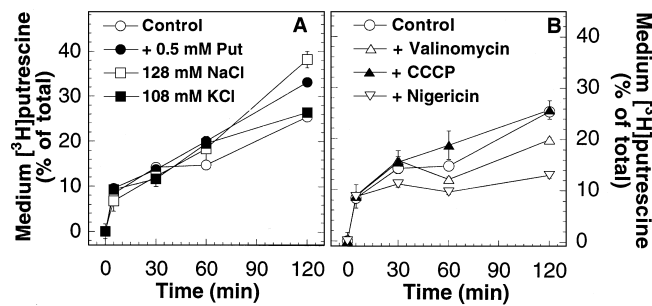 Medium [³H]putrescine
(% of total)
40
30
20
10
0
A
Control
+ 0.5 mM Put
128 mM NaCl
108 mM KCl
0 30 60 90 120
Time (min)
B
Control
+ Valinomycin
+ CCCP
+ Nigericin
0 30 60 90 120
Time (min)
40
30
20
10
0
Medium [³H]putrescine
(% of total)